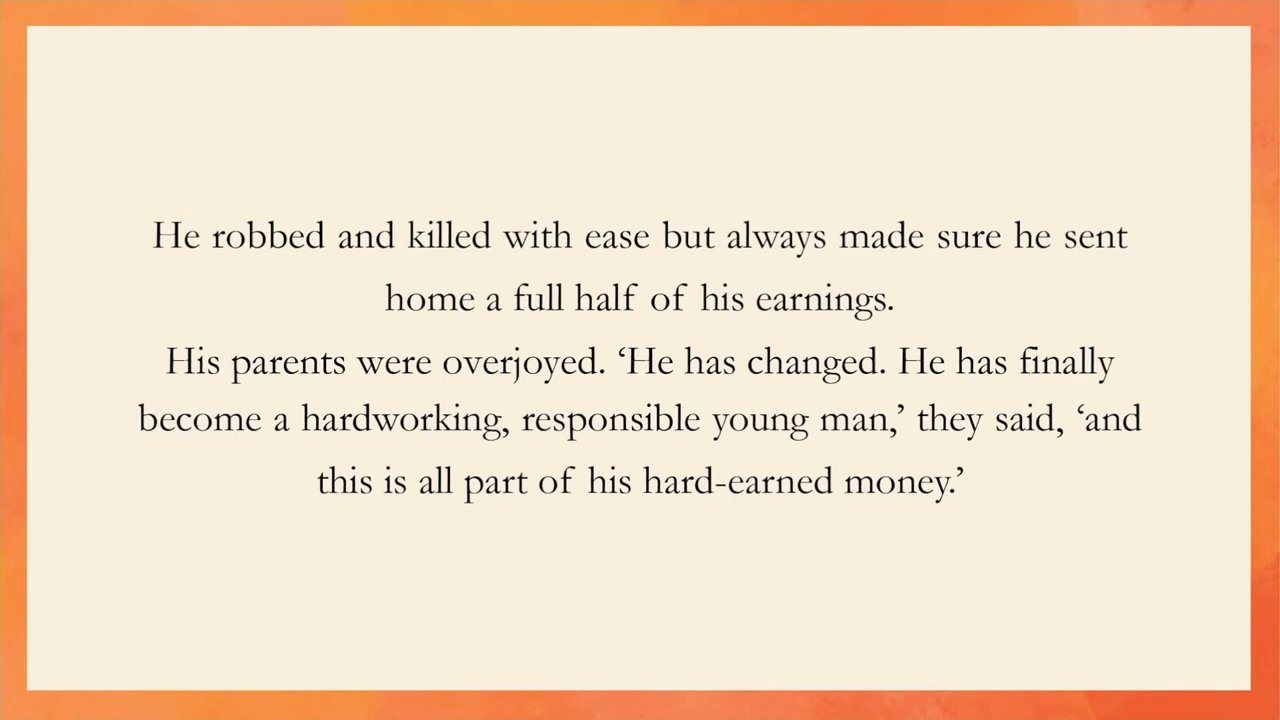 He robbed and killed with ease but always made sure he sent
home a full half of his earnings.
His parents were overjoyed. ‘He has changed. He has finally
become a hardworking, responsible young man,’ they said, ‘and
this is all part of his hard-earned money.’